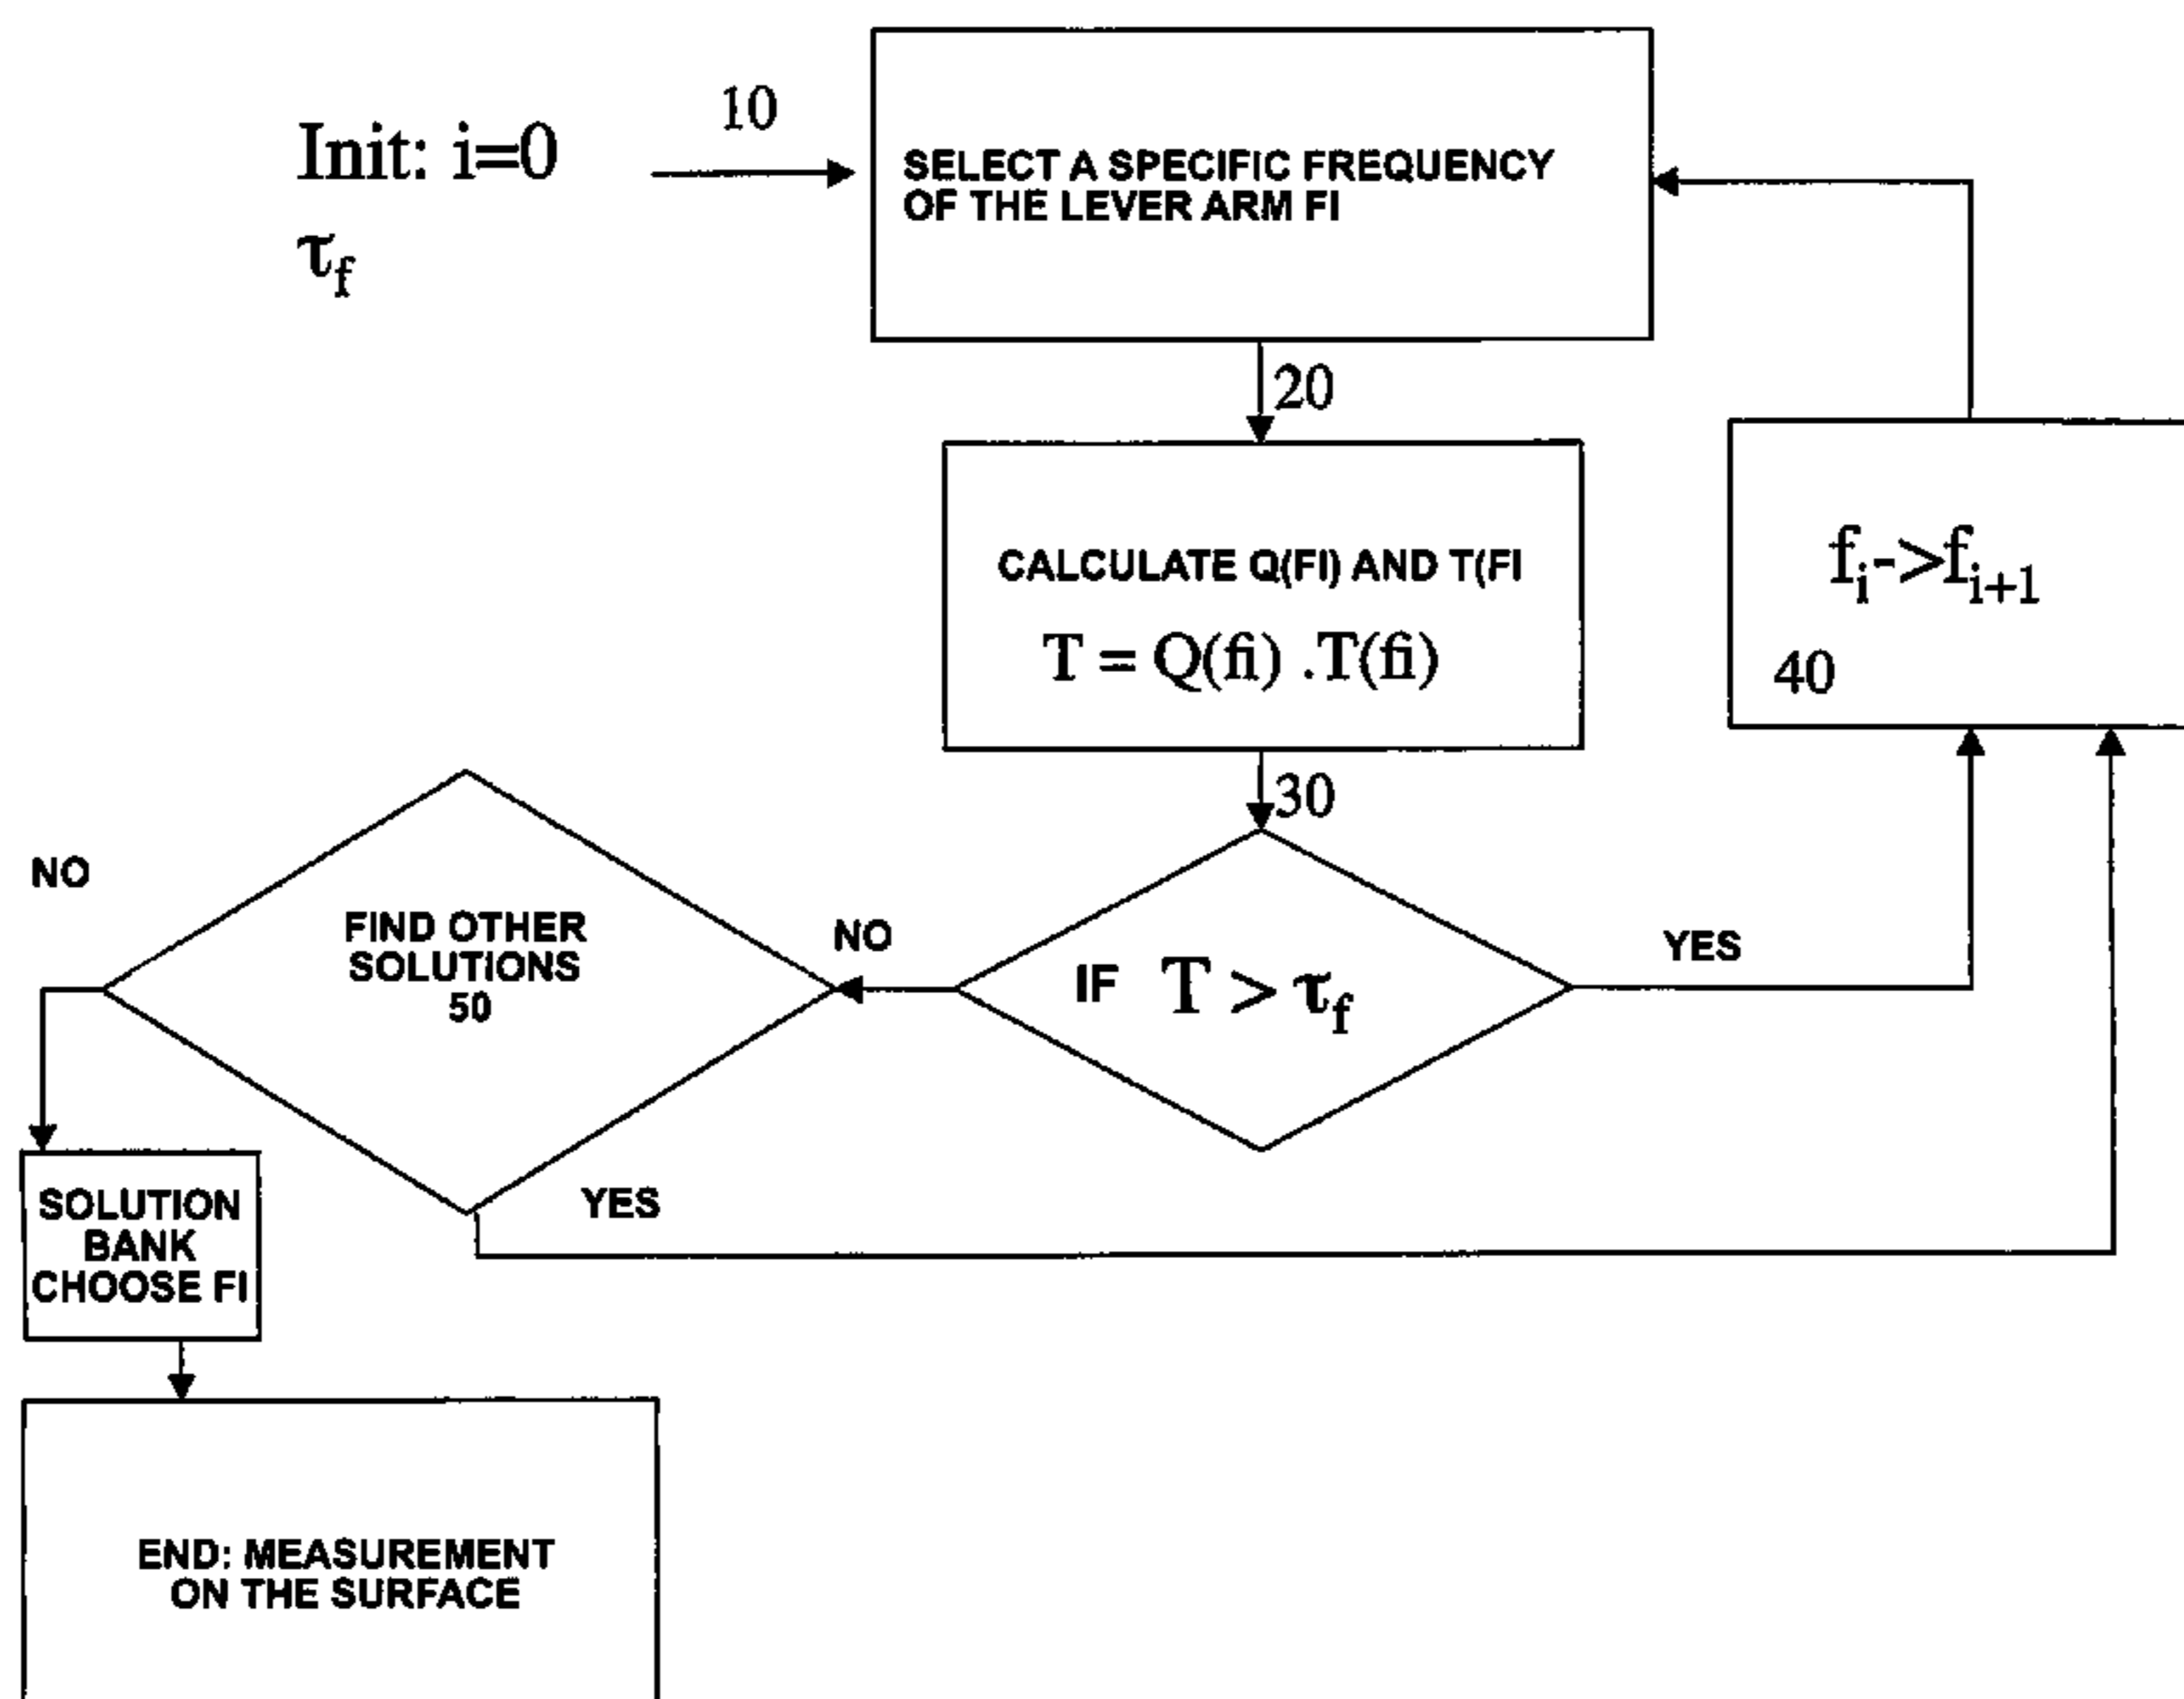 Init: i=0
τf
10
SELECT A SPECIFIC FREQUENCY
OF THE LEVER ARM FI
20
CALCULATE Q(FI) AND T(FI
T = Q(fi) .T(fi)
fi->fi+1
40
30
NO
FIND OTHER
SOLUTIONS
50
NO
IF T > τf
YES
SOLUTION
BANK
CHOOSE FI
YES
END: MEASUREMENT
ON THE SURFACE